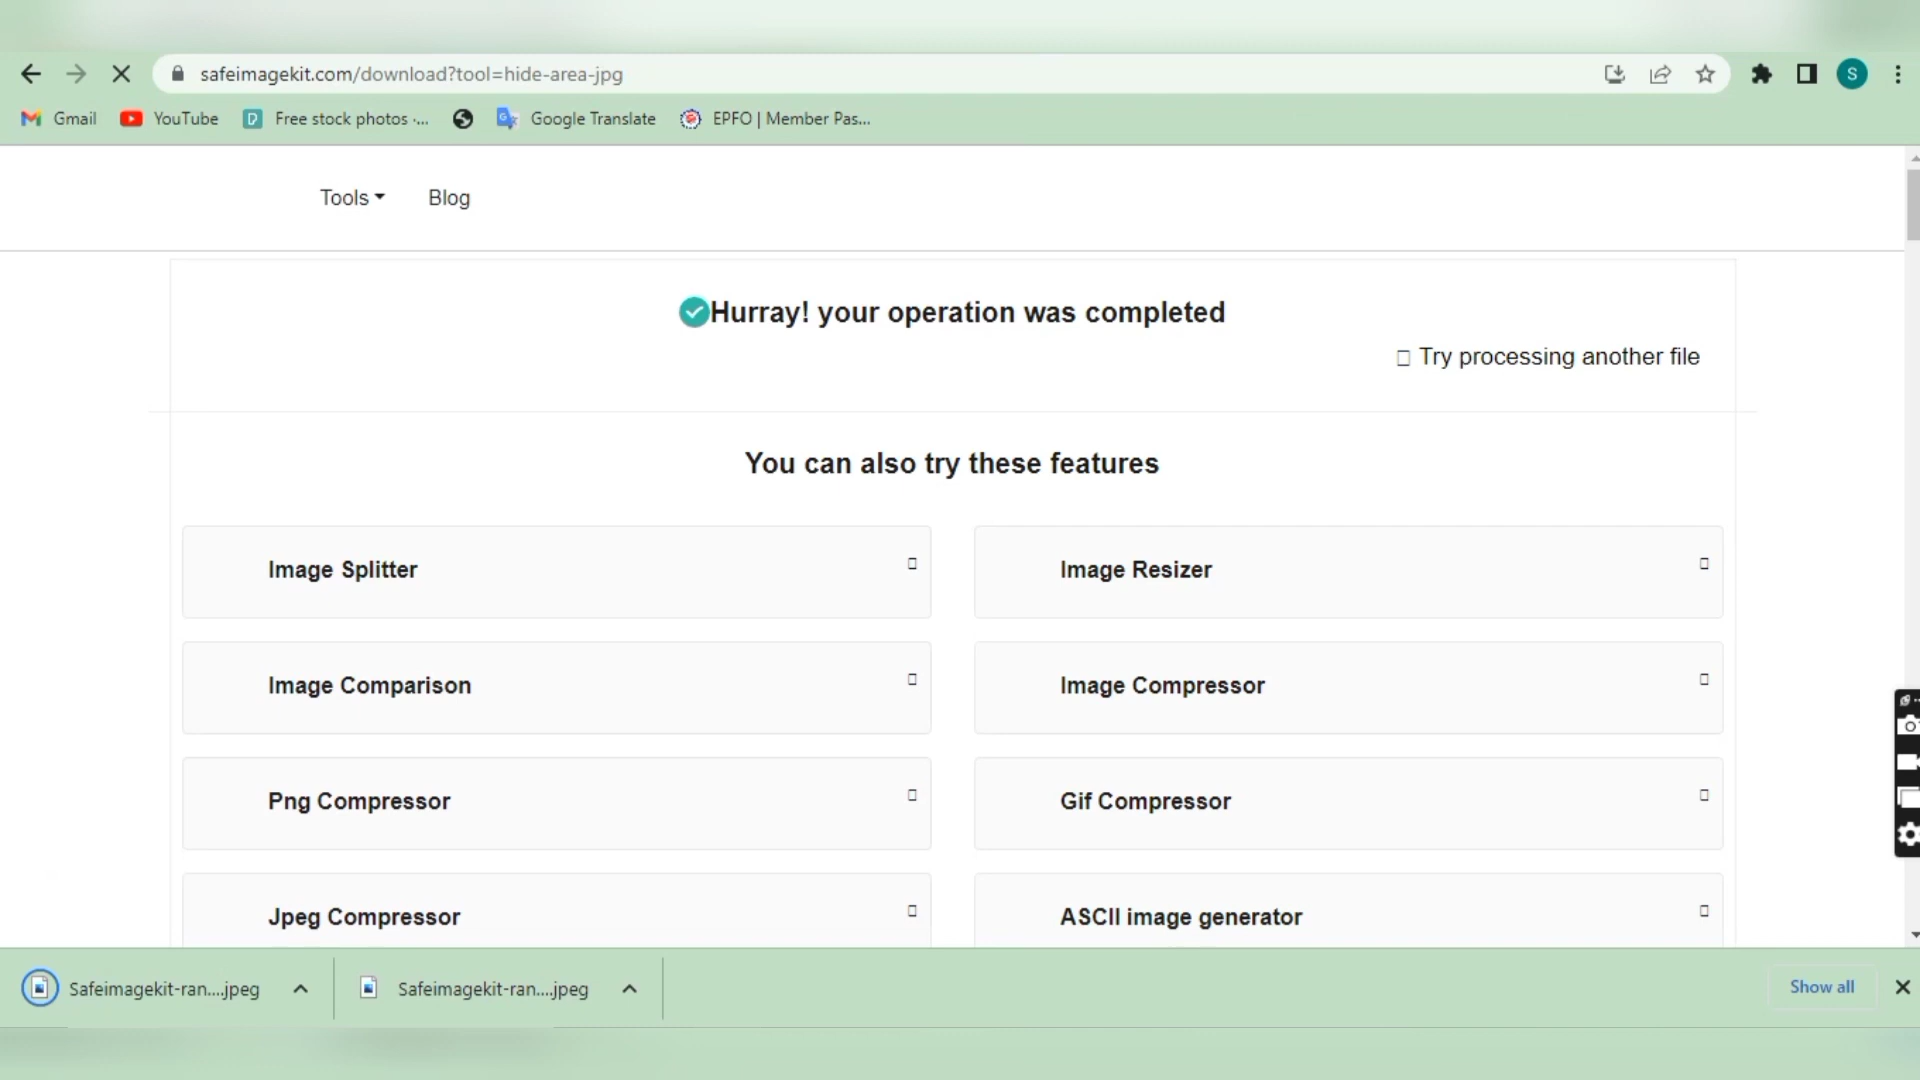 safeimagekit.com/download?tool=hide-area-jpg
S
Gmail
YouTube
Free stock photos ·...
Google Translate
EPFO | Member Pas...
Tools
Blog
Hurray! your operation was completed
Try processing another file
You can also try these features
Image Splitter
Image Resizer
Image Comparison
Image Compressor
Png Compressor
Gif Compressor
Jpeg Compressor
ASCII image generator
Safeimagekit-ran....jpeg
Safeimagekit-ran....jpeg
Show all